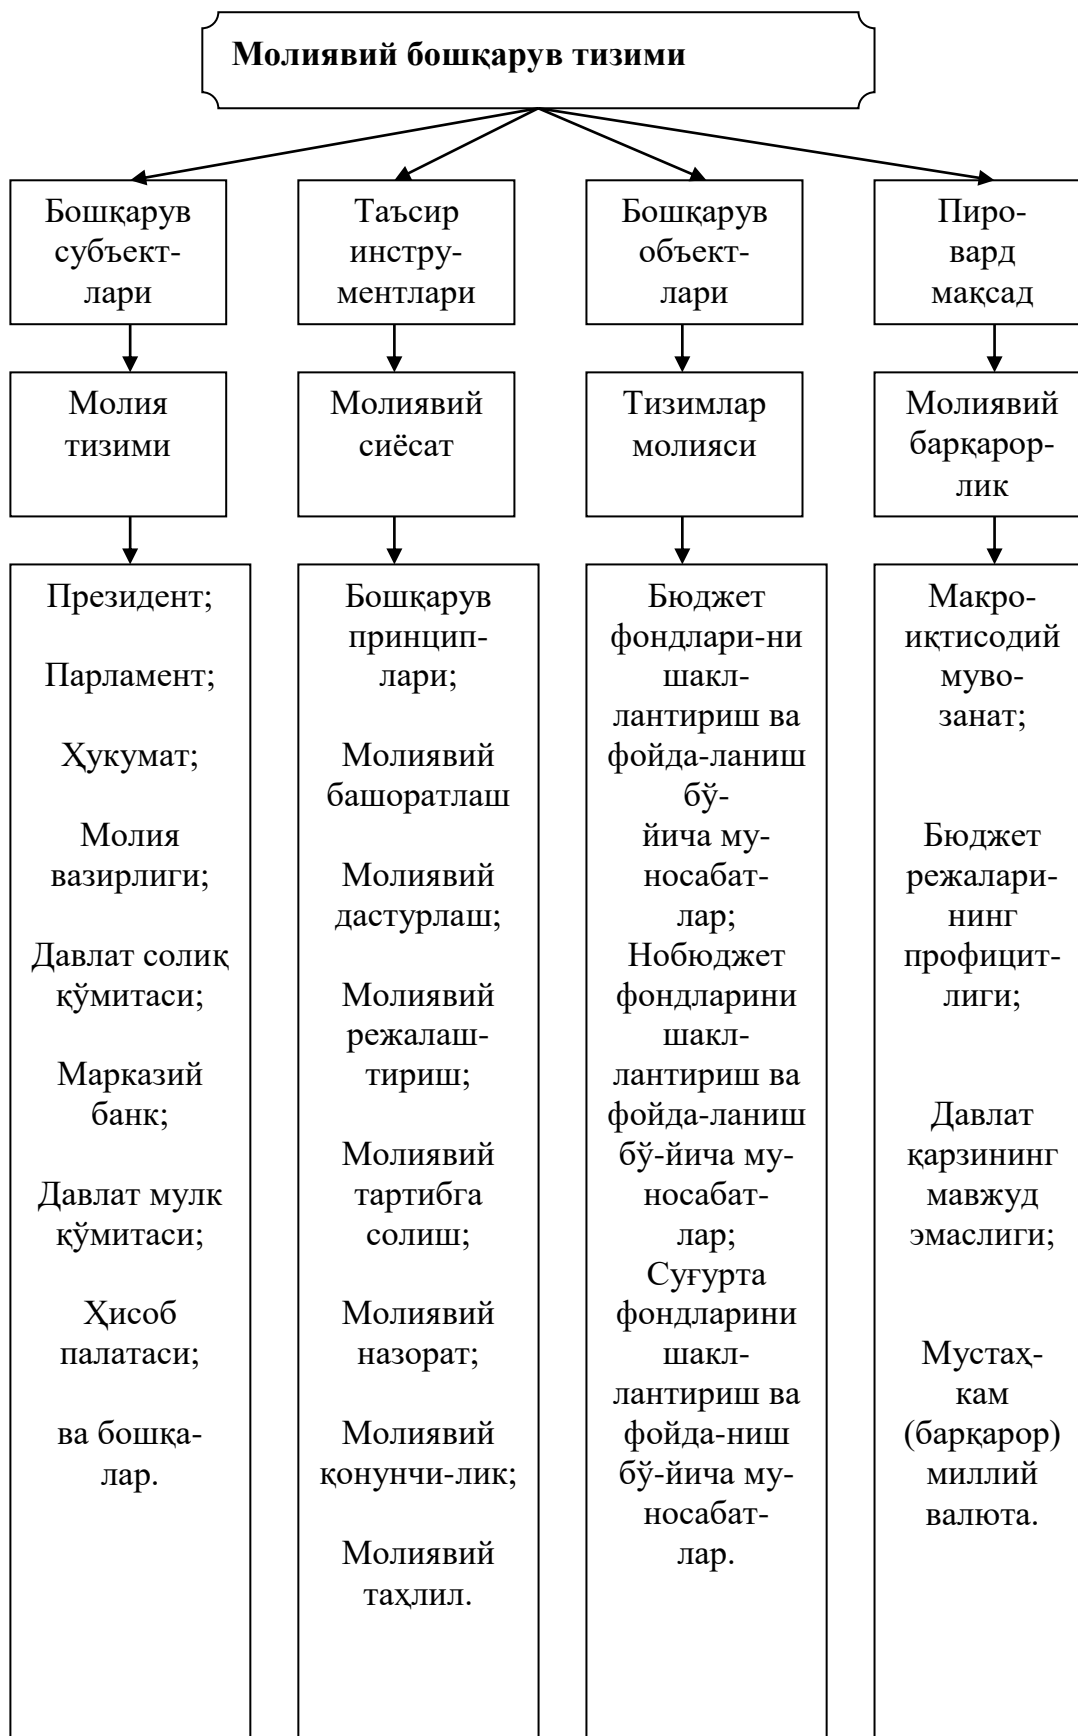 Молиявий бошқарув тизими
Бошқарув
субъект-
лари
Таъсир
инстру-
ментлари
Бошқарув
объект-
лари
Пиро-
вард
мақсад
Молия
тизими
Молиявий
сиёсат
Тизимлар
молияси
Молиявий
барқарор-
лик
Президент;
Парламент;
Ҳукумат;
Молия
вазирлиги;
Давлат солиқ
қўмитаси;
Марказий
банк;
Давлат мулк
қўмитаси;
Ҳисоб
палатаси;
ва бошқа-
лар.
Бошқарув
принцип-
лари;
Молиявий
башоратлаш
Молиявий
дастурлаш;
Молиявий
режалаш-
тириш;
Молиявий
тартибга
солиш;
Молиявий
назорат;
Молиявий
қонунчи-лик;
Молиявий
таҳлил.
Бюджет
фондлари-ни
шакл-
лантириш ва
фойда-ланиш
бў-
йича му-
носабат-
лар;
Нобюджет
фондларини
шакл-
лантириш ва
фойда-ланиш
бў-йича му-
носабат-
лар;
Суғурта
фондларини
шакл-
лантириш ва
фойда-ниш
бў-йича му-
носабат-
лар.
Макро-
иқтисодий
муво-
занат;
Бюджет
режалари-
нинг
профицит-
лиги;
Давлат
қарзининг
мавжуд
эмаслиги;
Мустаҳ-
кам
(барқарор)
миллий
валюта.